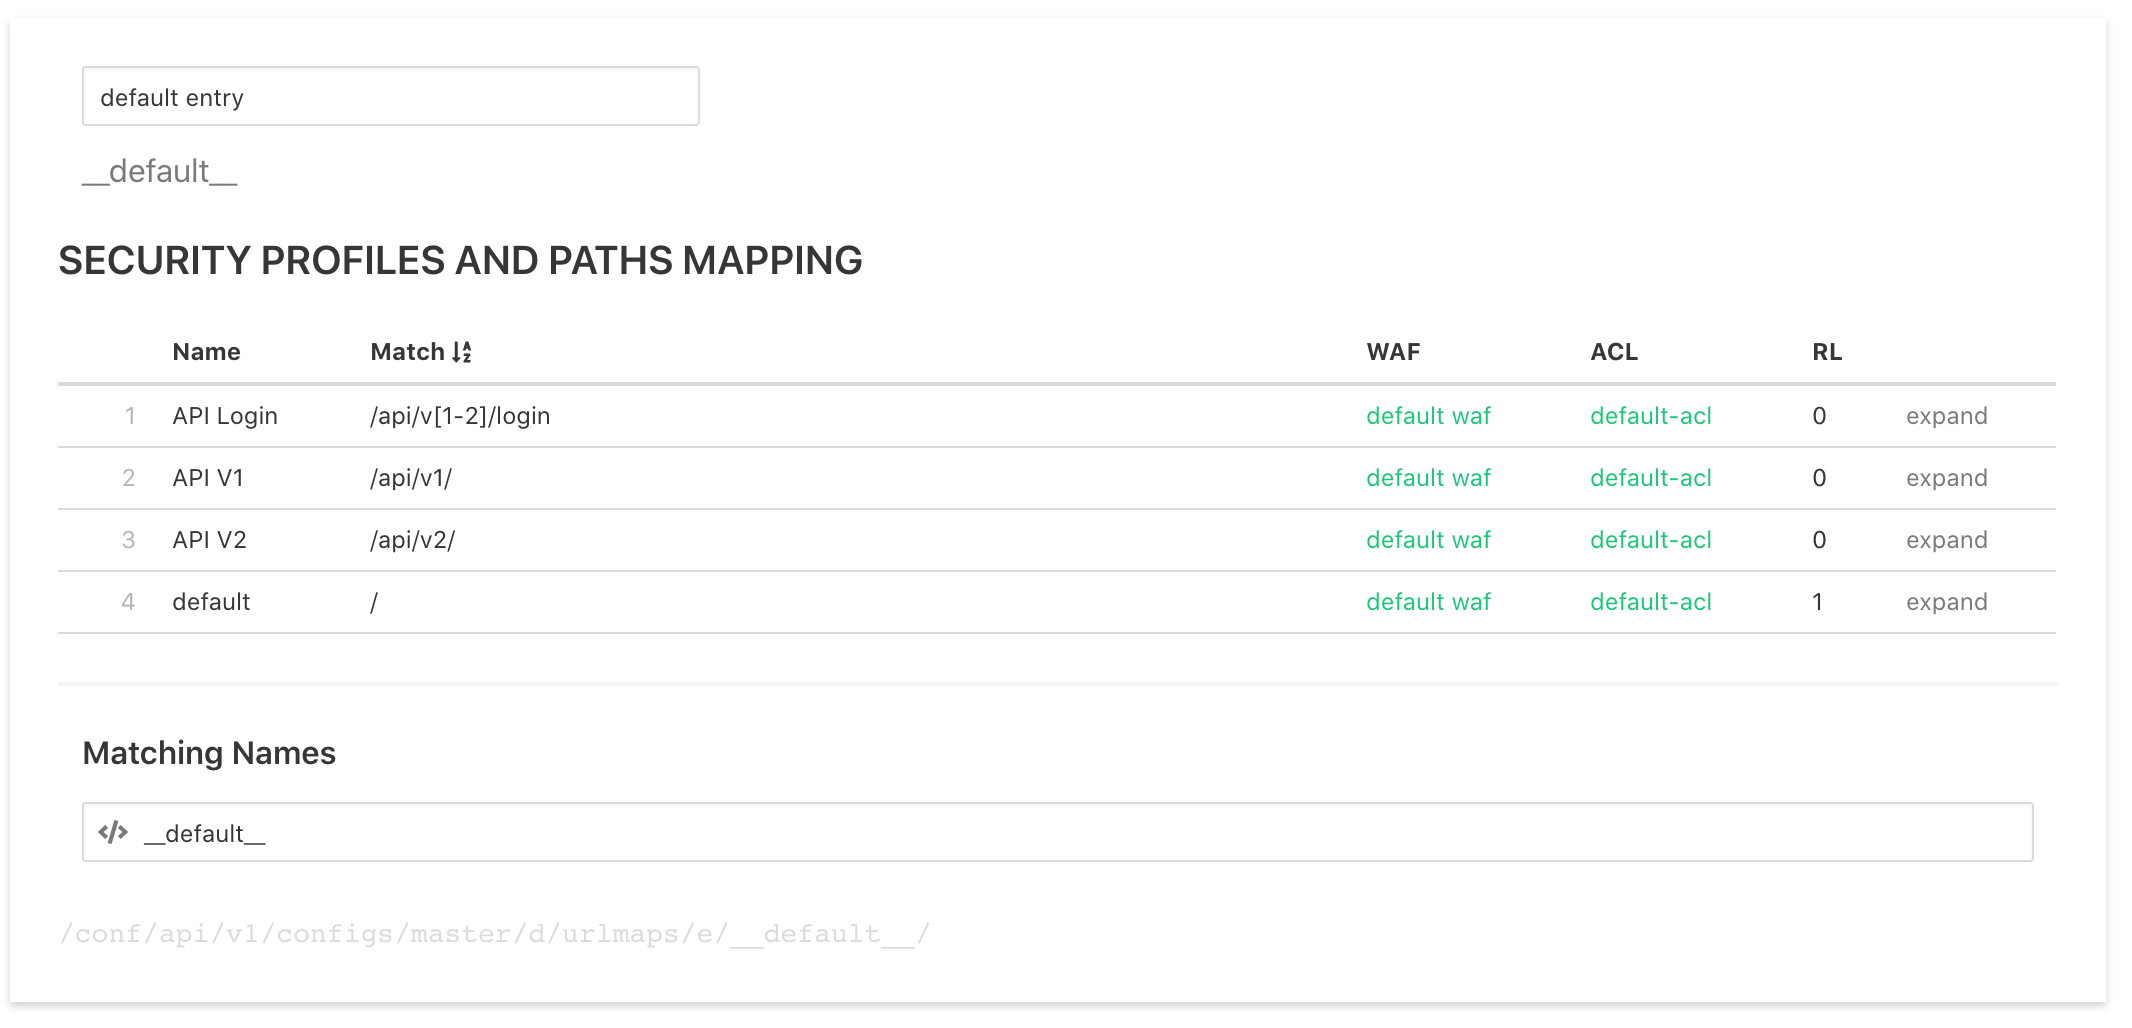 default entry
__default__
SECURITY PROFILES AND PATHS MAPPING
Name Match WAF ACL RL
1 API Login /api/v[1-2]/login default waf default-acl 0 expand
2 API V1 /api/v1/ default waf default-acl 0 expand
3 API V2 /api/v2/ default waf default-acl 0 expand
4 default / default waf default-acl 1 expand
Matching Names
__default__
/conf/api/v1/configs/master/d/urlmaps/e/__default__/